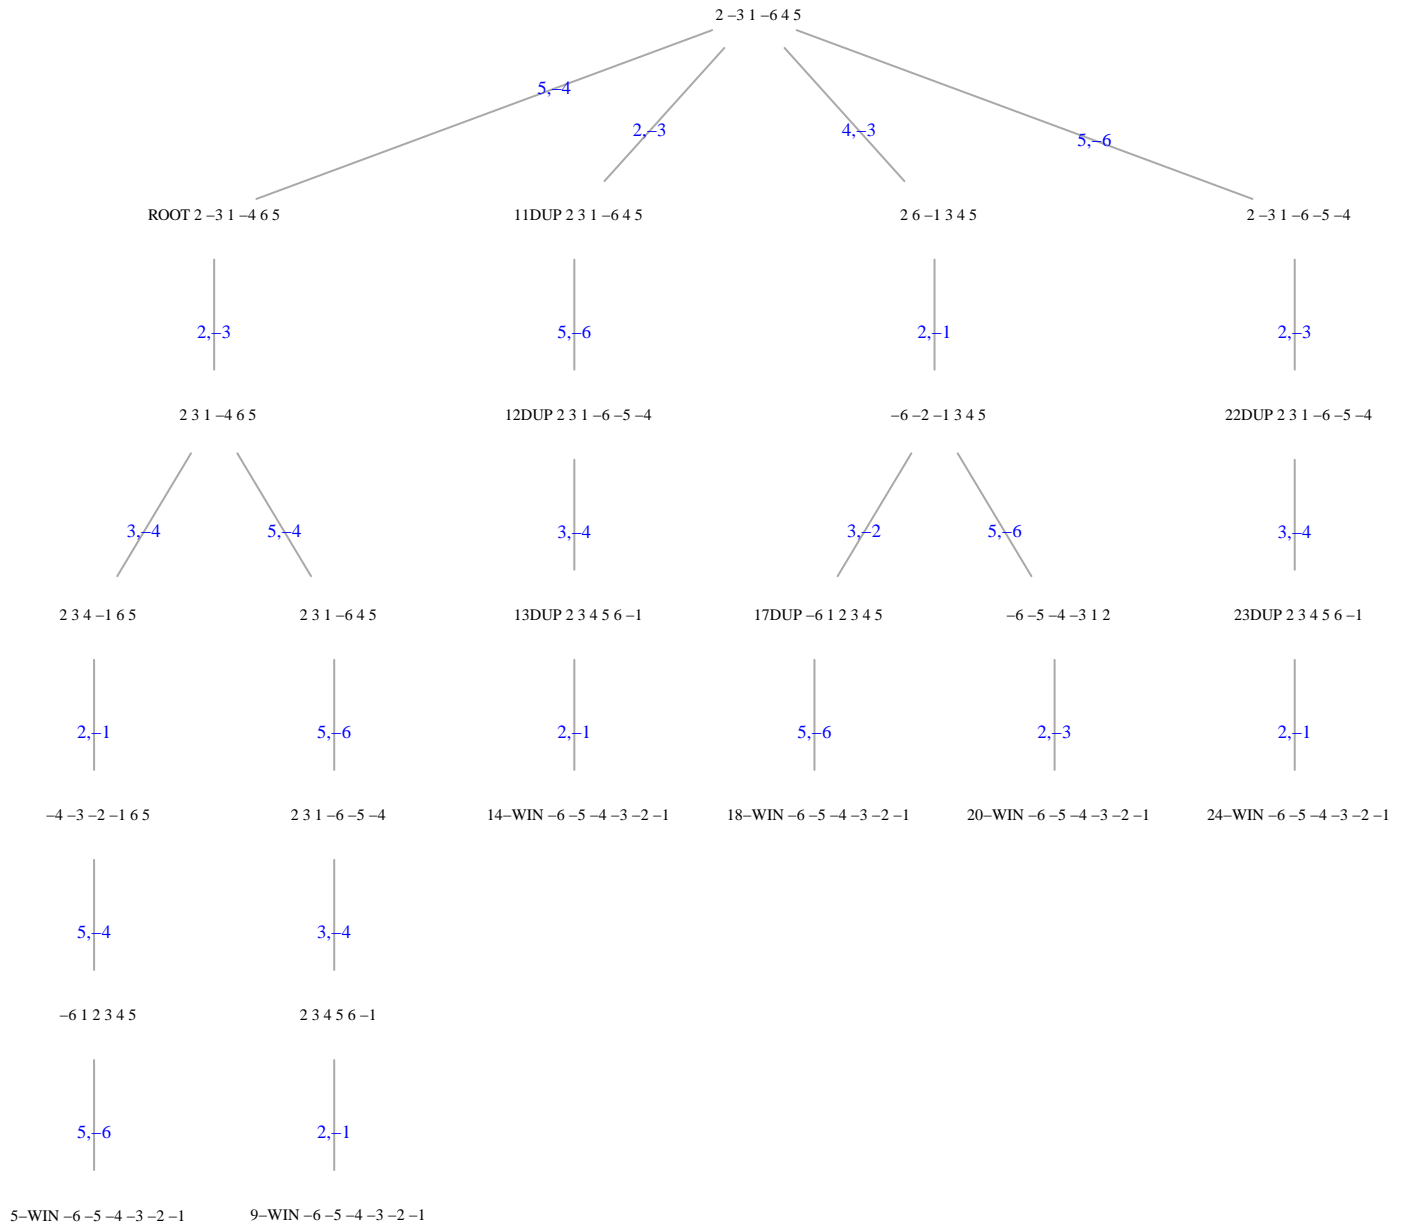 2 –3 1 –6 4 5
5,–4
2,–3
4,–3
5,–6
ROOT 2 –3 1 –4 6 5
11DUP 2 3 1 –6 4 5
2 6 –1 3 4 5
2 –3 1 –6 –5 –4
2,–3
5,–6
2,–1
2,–3
2 3 1 –4 6 5
12DUP 2 3 1 –6 –5 –4
–6 –2 –1 3 4 5
22DUP 2 3 1 –6 –5 –4
3,–4
5,–4
3,–4
3,–2
5,–6
3,–4
2 3 4 –1 6 5
2 3 1 –6 4 5
13DUP 2 3 4 5 6 –1
17DUP –6 1 2 3 4 5
–6 –5 –4 –3 1 2
23DUP 2 3 4 5 6 –1
2,–1
5,–6
2,–1
5,–6
2,–3
2,–1
–4 –3 –2 –1 6 5
2 3 1 –6 –5 –4
14–WIN –6 –5 –4 –3 –2 –1
18–WIN –6 –5 –4 –3 –2 –1
20–WIN –6 –5 –4 –3 –2 –1
24–WIN –6 –5 –4 –3 –2 –1
5,–4
3,–4
–6 1 2 3 4 5
2 3 4 5 6 –1
5,–6
2,–1
5–WIN –6 –5 –4 –3 –2 –1
9–WIN –6 –5 –4 –3 –2 –1